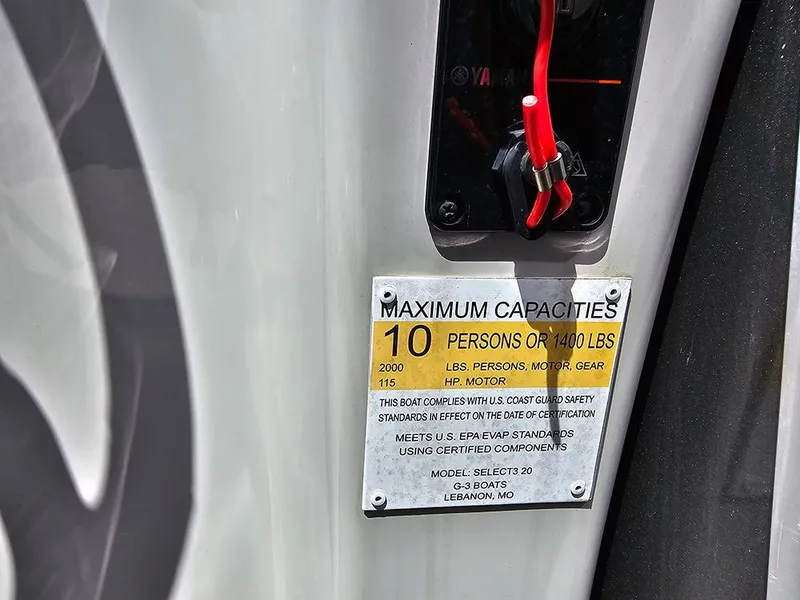 YAMAHA
MAXIMUM CAPACITIES
10 PERSONS OR 1400 LBS
2000 LBS. PERSONS, MOTOR, GEAR
115 HP. MOTOR
THIS BOAT COMPLIES WITH U.S. COAST GUARD SAFETY
STANDARDS IN EFFECT ON THE DATE OF CERTIFICATION
MEETS U.S. EPA EVAP STANDARDS
USING CERTIFIED COMPONENTS
MODEL: SELECT3 20
G-3 BOATS
LEBANON, MO